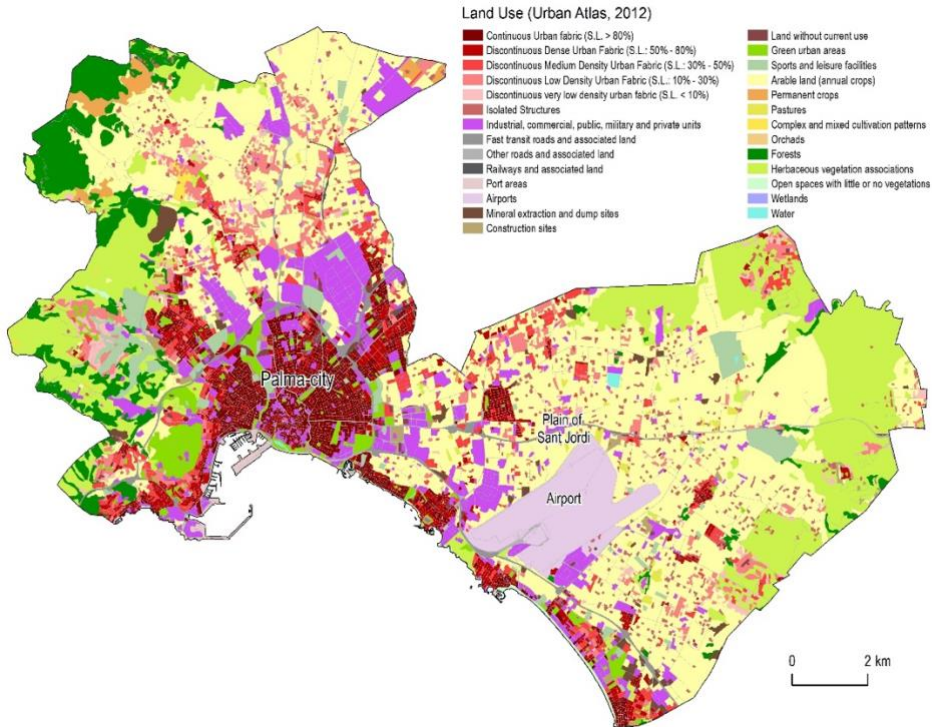 Land Use (Urban Atlas, 2012)
Continuous Urban fabric (S.L. > 80%)
Discontinuous Dense Urban Fabric (S.L.: 50% - 80%)
Discontinuous Medium Density Urban Fabric (S.L.: 30% - 50%)
Discontinuous Low Density Urban Fabric (S.L.: 10% - 30%)
Discontinuous very low density urban fabric (S.L. < 10%)
Isolated Structures
Industrial, commercial, public, military and private units
Fast transit roads and associated land
Other roads and associated land
Railways and associated land
Port areas
Airports
Mineral extraction and dump sites
Construction sites
Land without current use
Green urban areas
Sports and leisure facilities
Arable land (annual crops)
Permanent crops
Pastures
Complex and mixed cultivation patterns
Orchads
Forests
Herbaceous vegetation associations
Open spaces with little or no vegetations
Wetlands
Water
Palma-city
Plain of
Sant Jordi
Airport
0 2 km